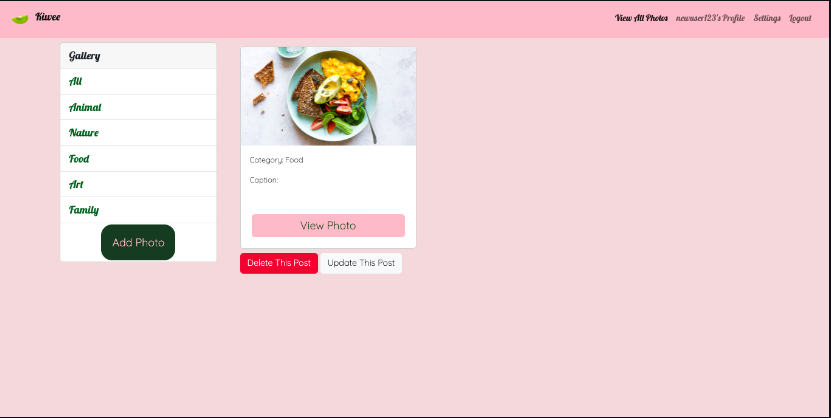 Kiwee
View All Photos newuser123's Profile Settings Logout
Gallery
All
Animal
Nature
Food
Art
Family
Add Photo
Category: Food
Caption:
View Photo
Delete This Post Update This Post